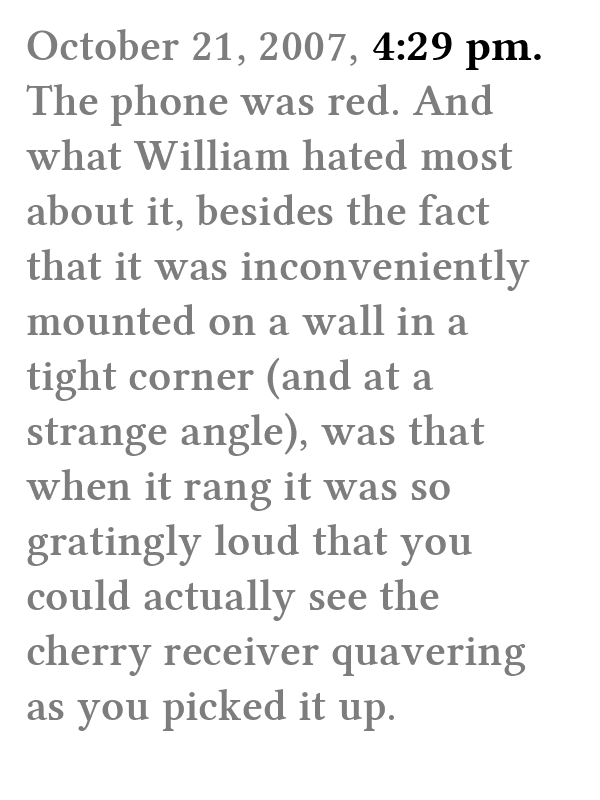 October 21, 2007, 4:29 pm.
The phone was red. And
what William hated most
about it, besides the fact
that it was inconveniently
mounted on a wall in a
tight corner (and at a
strange angle), was that
when it rang it was so
gratingly loud that you
could actually see the
cherry receiver quavering
as you picked it up.